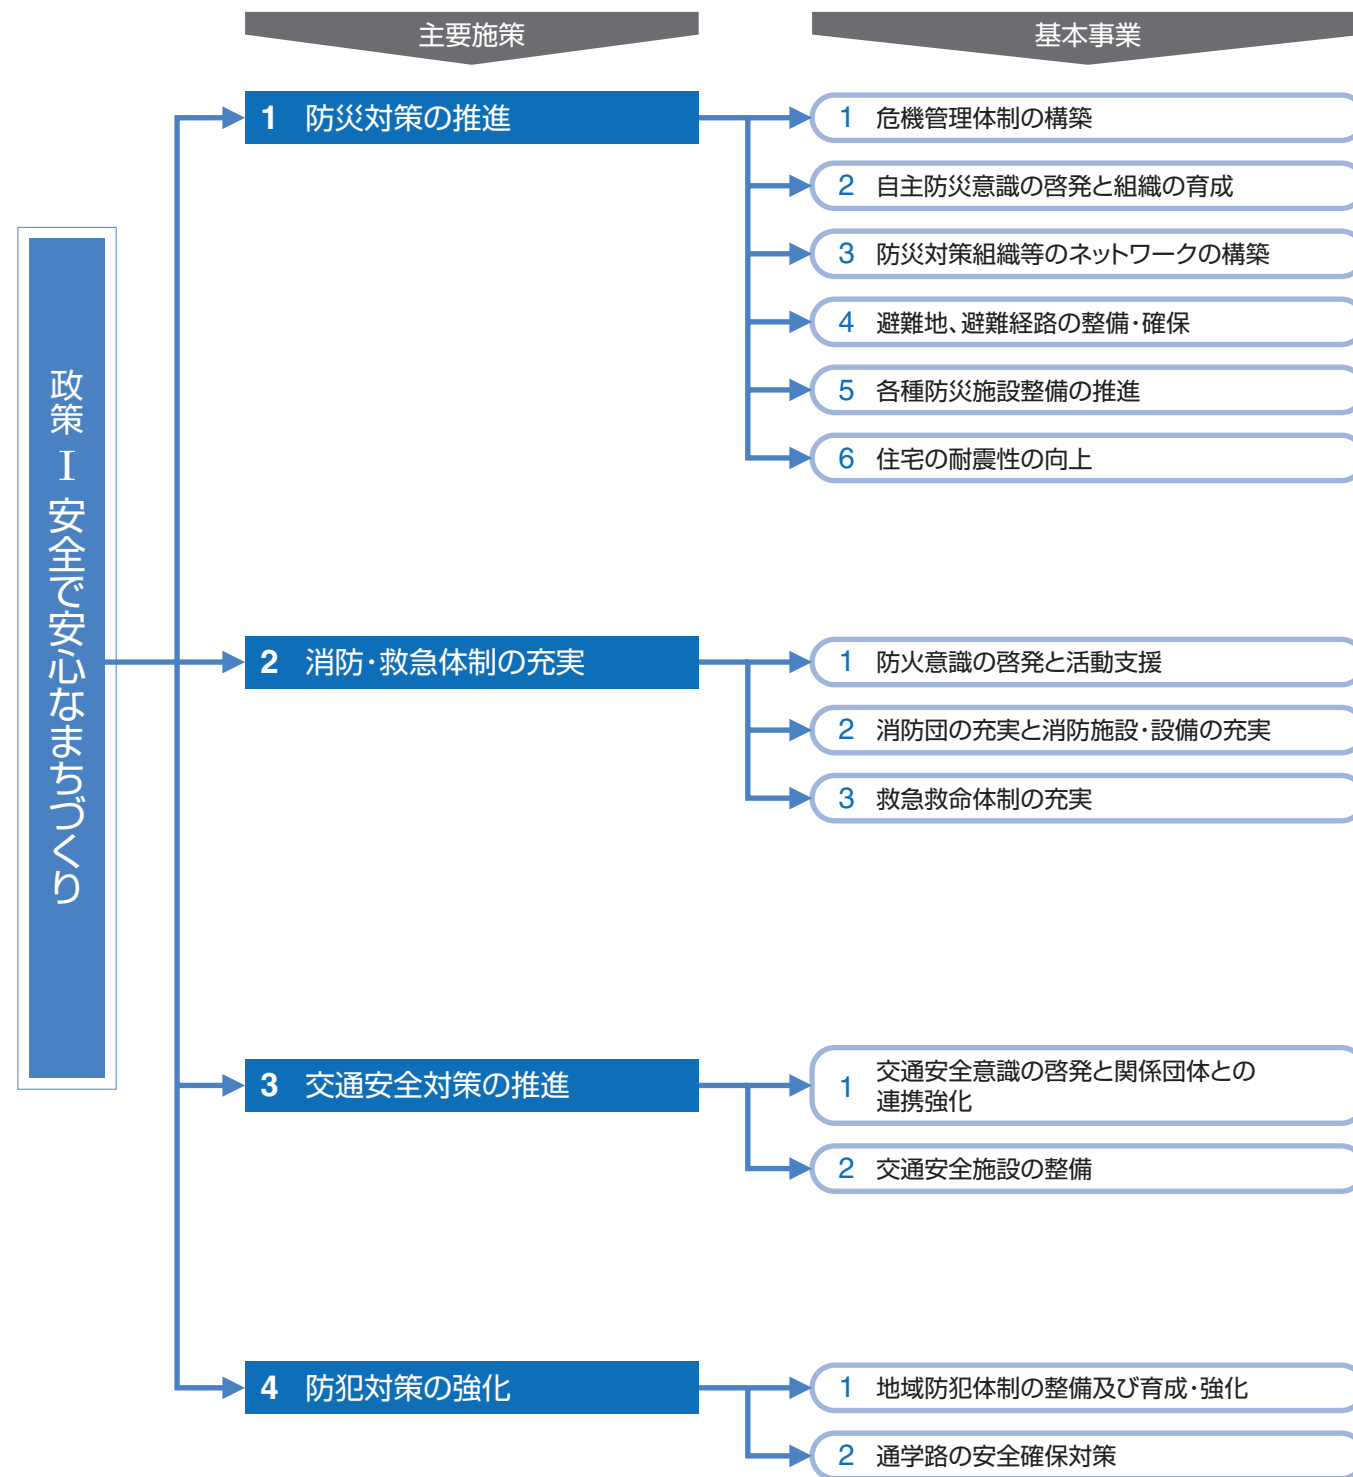 主要施策
基本事業
政策 Ⅰ 安全で安心なまちづくり
1 防災対策の推進
1 危機管理体制の構築
2 自主防災意識の啓発と組織の育成
3 防災対策組織等のネットワークの構築
4 避難地、避難経路の整備・確保
5 各種防災施設整備の推進
6 住宅の耐震性の向上
2 消防・救急体制の充実
1 防火意識の啓発と活動支援
2 消防団の充実と消防施設・設備の充実
3 救急救命体制の充実
3 交通安全対策の推進
1 交通安全意識の啓発と関係団体との
連携強化
2 交通安全施設の整備
4 防犯対策の強化
1 地域防犯体制の整備及び育成・強化
2 通学路の安全確保対策